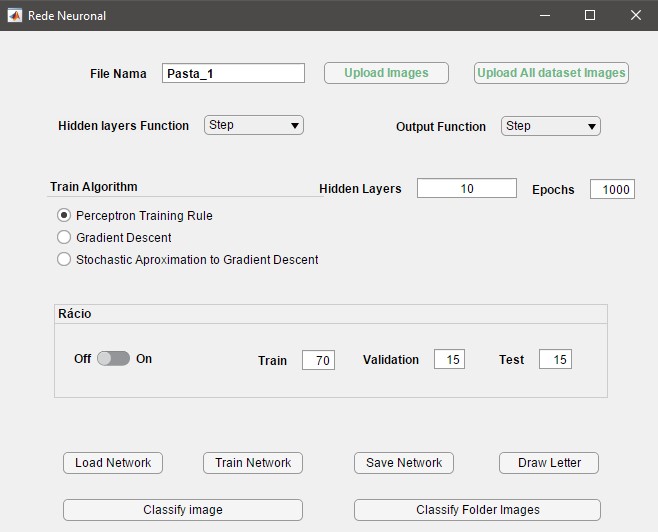 Rede Neuronal
File Nama Pasta_1 Upload Images Upload All dataset Images
Hidden layers Function Step Output Function Step
Train Algorithm Hidden Layers 10 Epochs 1000
Perceptron Training Rule
Gradient Descent
Stochastic Aproximation to Gradient Descent
Rácio
Off On Train 70 Validation 15 Test 15
Load Network Train Network Save Network Draw Letter
Classify image Classify Folder Images